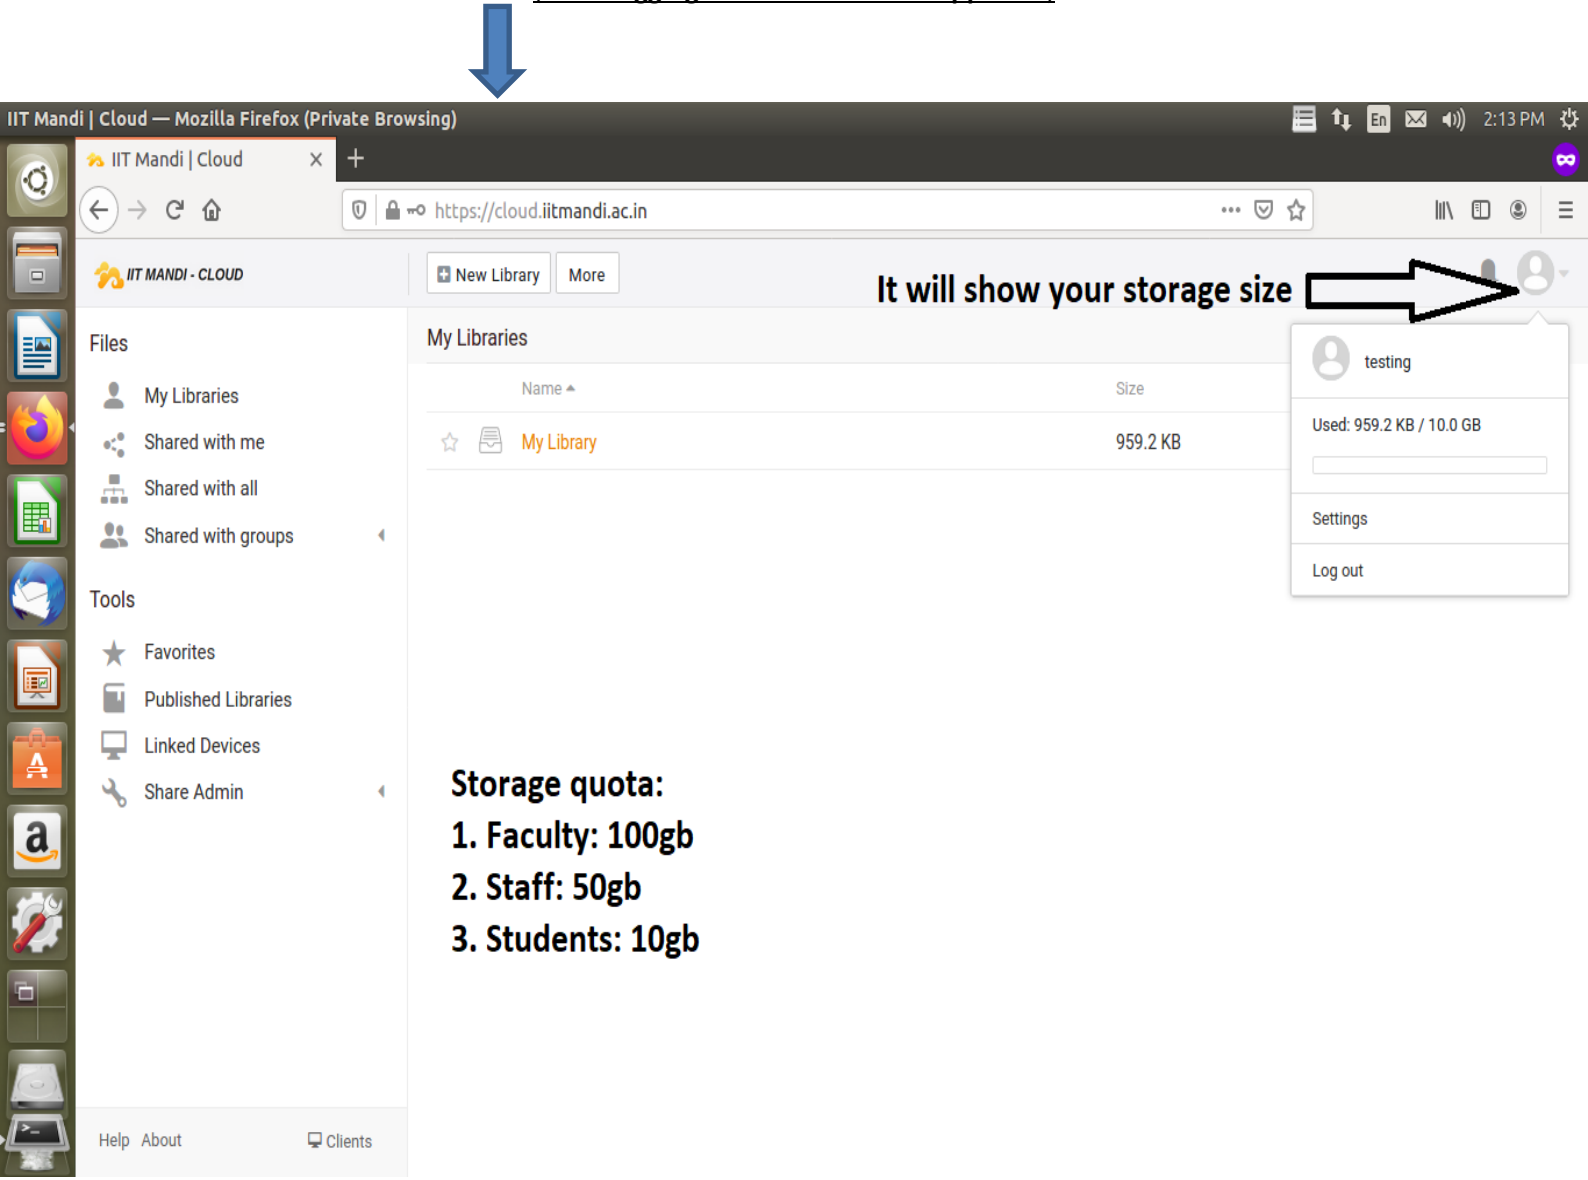 IIT Mandi | Cloud — Mozilla Firefox (Private Browsing)
En
2:13 PM
IIT Mandi | Cloud
https://cloud.iitmandi.ac.in
IIT MANDI - CLOUD
New Library
More
It will show your storage size
Files
My Libraries
Shared with me
Shared with all
Shared with groups
Tools
Favorites
Published Libraries
Linked Devices
Share Admin
Help
About
Clients
My Libraries
Name
Size
My Library
959.2 KB
testing
Used: 959.2 KB / 10.0 GB
Settings
Log out
Storage quota:
1. Faculty: 100gb
2. Staff: 50gb
3. Students: 10gb